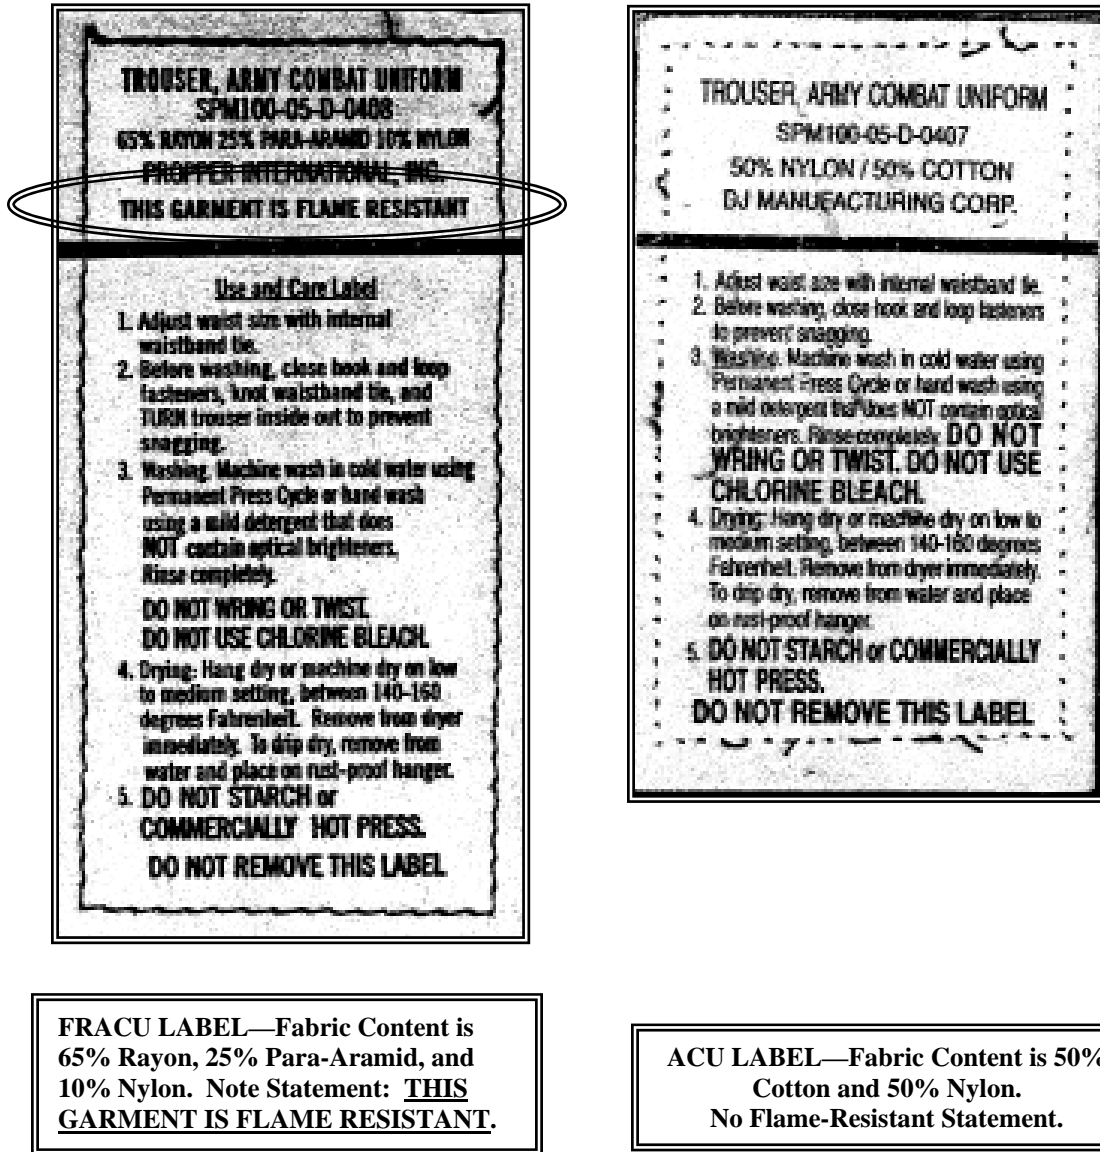 TROUSER, ARMY COMBAT UNIFORM
SPM100-05-D-0408
65% RAYON 25% PARA-ARAMID 10% NYLON
PROPPER INTERNATIONAL, INC.
THIS GARMENT IS FLAME RESISTANT
Use and Care Label
1. Adjust waist size with internal
waistband tie.
2. Before washing, close hook and loop
fasteners, knot waistband tie, and
TURN trouser inside out to prevent
snagging.
3. Washing. Machine wash in cold water using
Permanent Press Cycle or hand wash
using a mild detergent that does
NOT contain optical brighteners.
Rinse completely.
DO NOT WRING OR TWIST.
DO NOT USE CHLORINE BLEACH.
4. Drying: Hang dry or machine dry on low
to medium setting, between 140-160
degrees Fahrenheit. Remove from dryer
immediately. To drip dry, remove from
water and place on rust-proof hanger.
5. DO NOT STARCH or
COMMERCIALLY HOT PRESS.
DO NOT REMOVE THIS LABEL
TROUSER, ARMY COMBAT UNIFORM
SPM100-05-D-0407
50% NYLON / 50% COTTON
DJ MANUFACTURING CORP.
1. Adjust waist size with internal waistband tie.
2. Before washing, close hook and loop fasteners
to prevent snagging.
3. Washing. Machine wash in cold water using
Permanent Press Cycle or hand wash using
a mild detergent that does NOT contain optical
brighteners. Rinse completely. DO NOT
WRING OR TWIST. DO NOT USE
CHLORINE BLEACH.
4. Drying: Hang dry or machine dry on low to
medium setting, between 140-160 degrees
Fahrenheit. Remove from dryer immediately.
To drip dry, remove from water and place
on rust-proof hanger.
5. DO NOT STARCH or COMMERCIALLY
HOT PRESS.
DO NOT REMOVE THIS LABEL
FRACU LABEL—Fabric Content is
65% Rayon, 25% Para-Aramid, and
10% Nylon. Note Statement: THIS
GARMENT IS FLAME RESISTANT.
ACU LABEL—Fabric Content is 50%
Cotton and 50% Nylon.
No Flame-Resistant Statement.